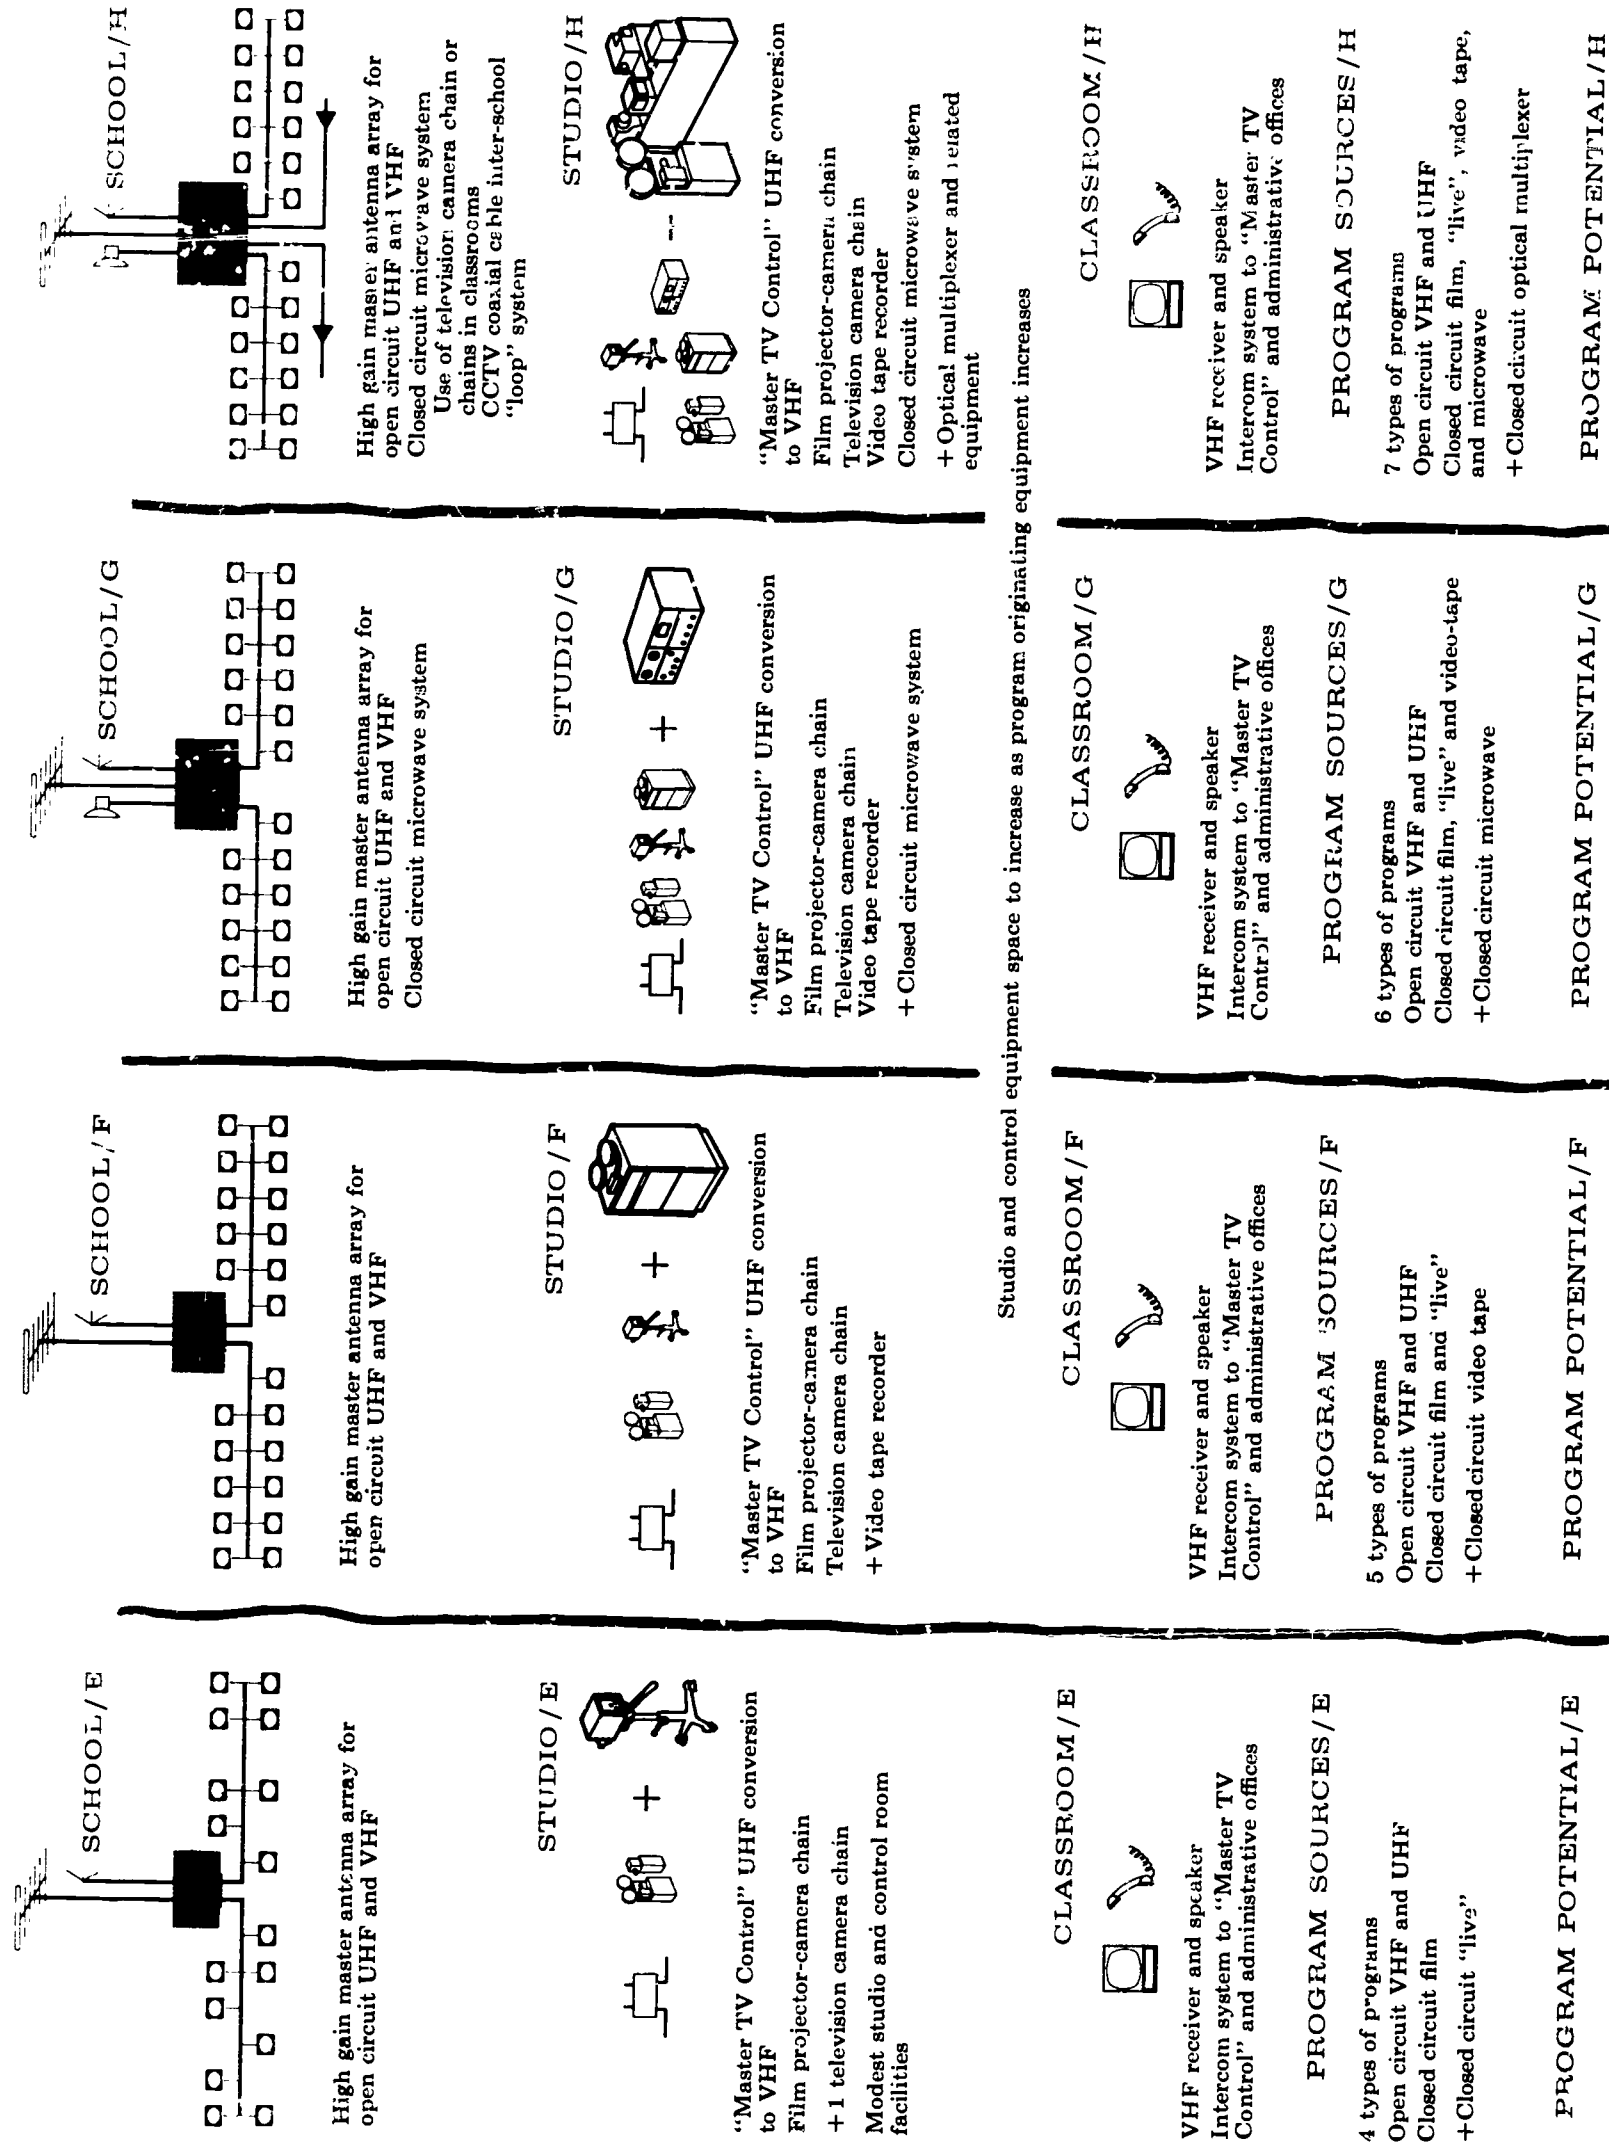 SCHOOL/E
High gain master antenna array for
open circuit UHF and VHF
STUDIO/E
+
"Master TV Control" UHF conversion
to VHF
Film projector-camera chain
+1 television camera chain
Modest studio and control room
facilities
CLASSROOM/E
VHF receiver and speaker
Intercom system to "Master TV
Control" and administrative offices
PROGRAM SOURCES/E
4 types of programs
Open circuit VHF and UHF
Closed circuit film
+Closed circuit "live"
PROGRAM POTENTIAL/E
SCHOOL/F
High gain master antenna array for
open circuit UHF and VHF
STUDIO/F
+
"Master TV Control" UHF conversion
to VHF
Film projector-camera chain
Television camera chain
+Video tape recorder
Studio and control equipment space to increase as program originating equipment increases
CLASSROOM/F
VHF receiver and speaker
Intercom system to "Master TV
Control" and administrative offices
PROGRAM SOURCES/F
5 types of programs
Open circuit VHF and UHF
Closed circuit film and "live"
+Closed circuit video tape
PROGRAM POTENTIAL/F
SCHOOL/G
High gain master antenna array for
open circuit UHF and VHF
Closed circuit microwave system
STUDIO/G
+
"Master TV Control" UHF conversion
to VHF
Film projector-camera chain
Television camera chain
Video tape recorder
+Closed circuit microwave system
CLASSROOM/G
VHF receiver and speaker
Intercom system to "Master TV
Control" and administrative offices
PROGRAM SOURCES/G
6 types of programs
Open circuit VHF and UHF
Closed circuit film, "live" and video-tape
+Closed circuit microwave
PROGRAM POTENTIAL/G
SCHOOL/H
High gain master antenna array for
open circuit UHF and VHF
Closed circuit microwave system
Use of television camera chain or
chains in classrooms
CCTV coaxial cable inter-school
"loop" system
STUDIO/H
"Master TV Control" UHF conversion
to VHF
Film projector-camera chain
Television camera chain
Video tape recorder
Closed circuit microwave system
+Optical multiplexer and related
equipment
CLASSROOM/H
VHF receiver and speaker
Intercom system to "Master TV
Control" and administrative offices
PROGRAM SOURCES/H
7 types of programs
Open circuit VHF and UHF
Closed circuit film, "live", video tape,
and microwave
+Closed circuit optical multiplexer
PROGRAM POTENTIAL/H